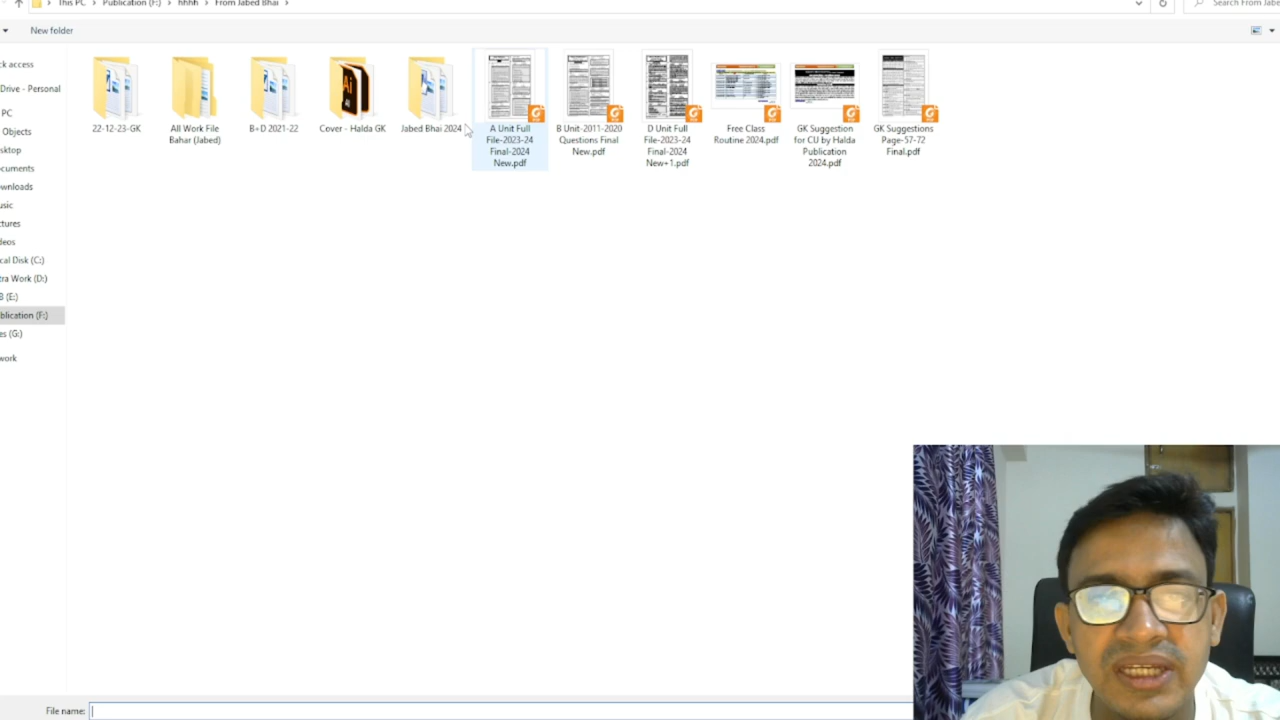 This PC > Publication (F:) > hhhh > From Jabed Bhai >
Search From Jabe
New folder
ck access
Drive Personal
PC
Objects
sktop
cuments
wnloads
usic
ctures
deos
cal Disk (C:)
tra Work (D:)
B (E:)
blication (F:)
es (G:)
work
22-12-23-GK
All Work File
Bahar (Jabed)
B+D 2021-22
Cover - Halda GK
Jabed Bhai 2024
A Unit Full
File-2023-24
Final-2024
New.pdf
B Unit-2011-2020
Questions Final
New.pdf
D Unit Full
File-2023-24
Final-2024
New+1.pdf
Free Class
Routine 2024.pdf
GK Suggestion
for CU by Halda
Publication
2024.pdf
GK Suggestions
Page-57-72
Final.pdf
File name: